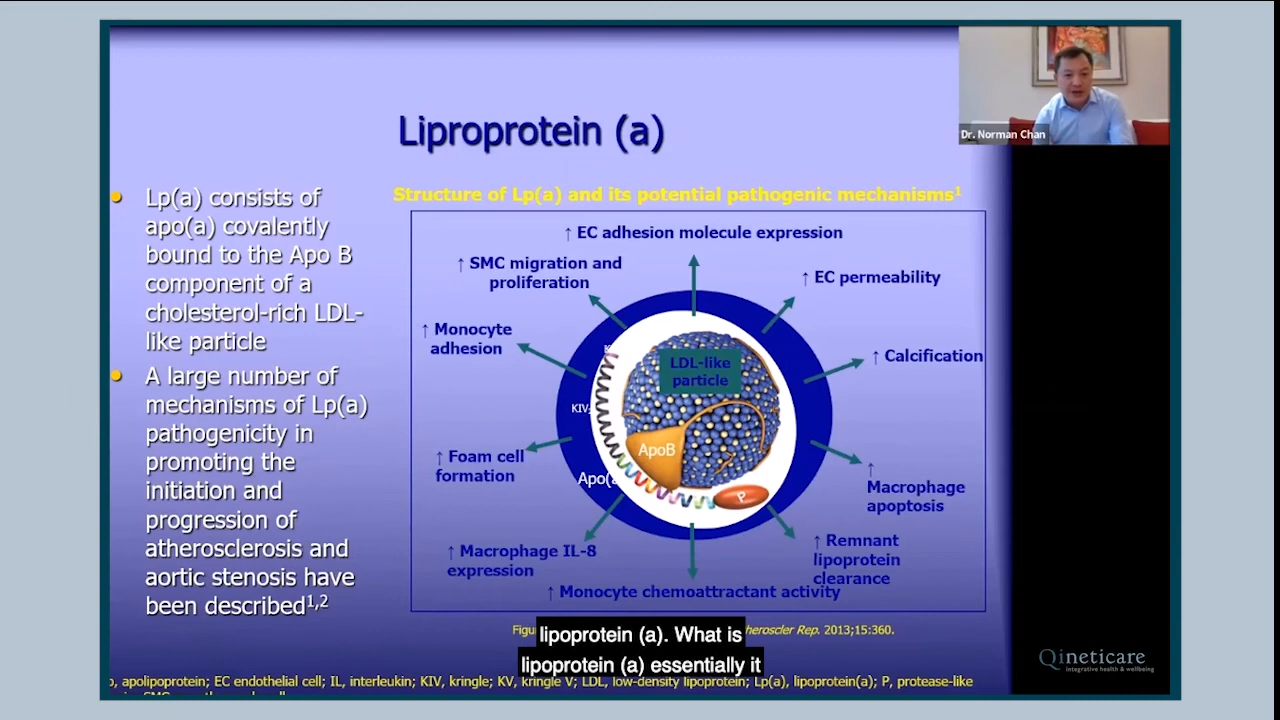 Dr. Norman Chan
Liproprotein (a)
Lp(a) consists of
apo(a) covalently
bound to the Apo B
component of a
cholesterol-rich LDL-
like particle
A large number of
mechanisms of Lp(a)
pathogenicity in
promoting the
initiation and
progression of
atherosclerosis and
aortic stenosis have
been described1,2
Structure of Lp(a) and its potential pathogenic mechanisms1
↑ EC adhesion molecule expression
↑ SMC migration and
proliferation
↑ EC permeability
↑ Monocyte
adhesion
↑ Calcification
LDL-like
particle
KIV
ApoB
Apo(a
P
↑ Foam cell
formation
↑
Macrophage
apoptosis
↑ Macrophage IL-8
expression
↑ Remnant
lipoprotein
clearance
↑ Monocyte chemoattractant activity
heroscler Rep. 2013;15:360.
lipoprotein (a). What is
lipoprotein (a) essentially it
, apolipoprotein; EC endothelial cell; IL, interleukin; KIV, kringle; KV, kringle V; LDL, low-density lipoprotein; Lp(a), lipoprotein(a); P, protease-like
Qineticare
integrative health & wellbeing